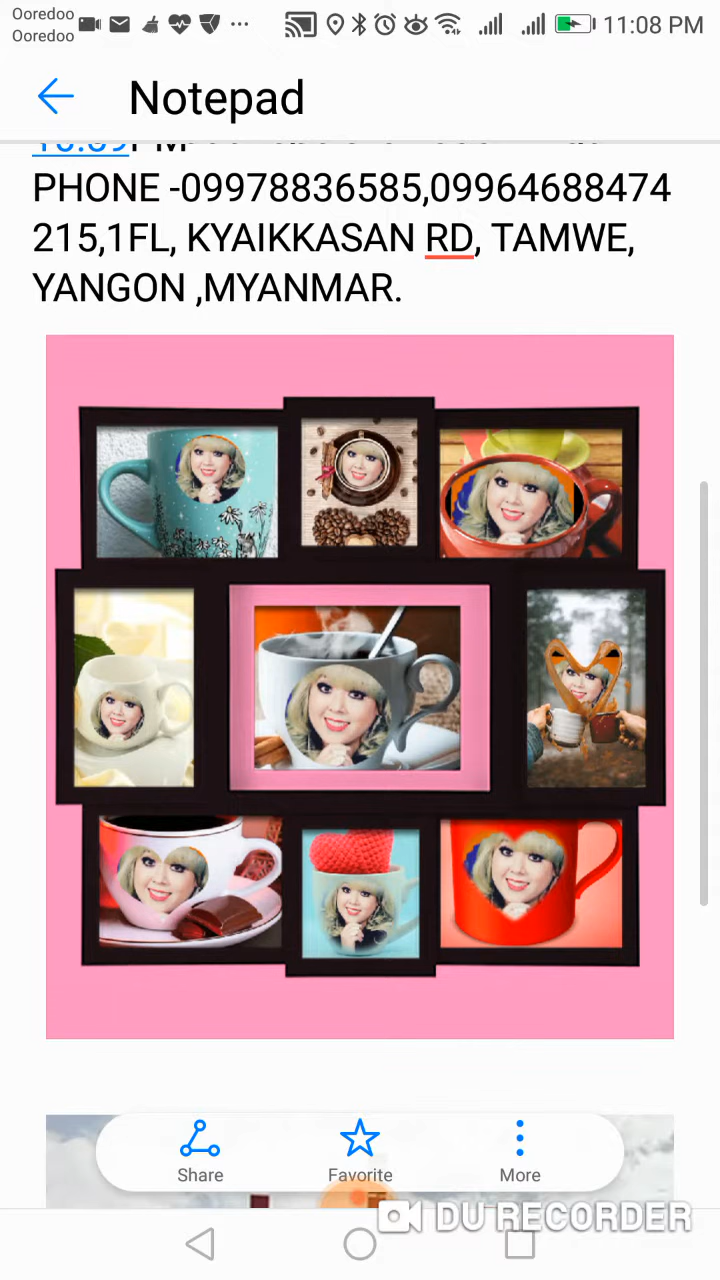 Ooredoo
Ooredoo
11:08 PM
Notepad
PHONE -09978836585,09964688474
215,1FL, KYAIKKASAN RD, TAMWE,
YANGON ,MYANMAR.
Share
Favorite
More
DU RECORDER